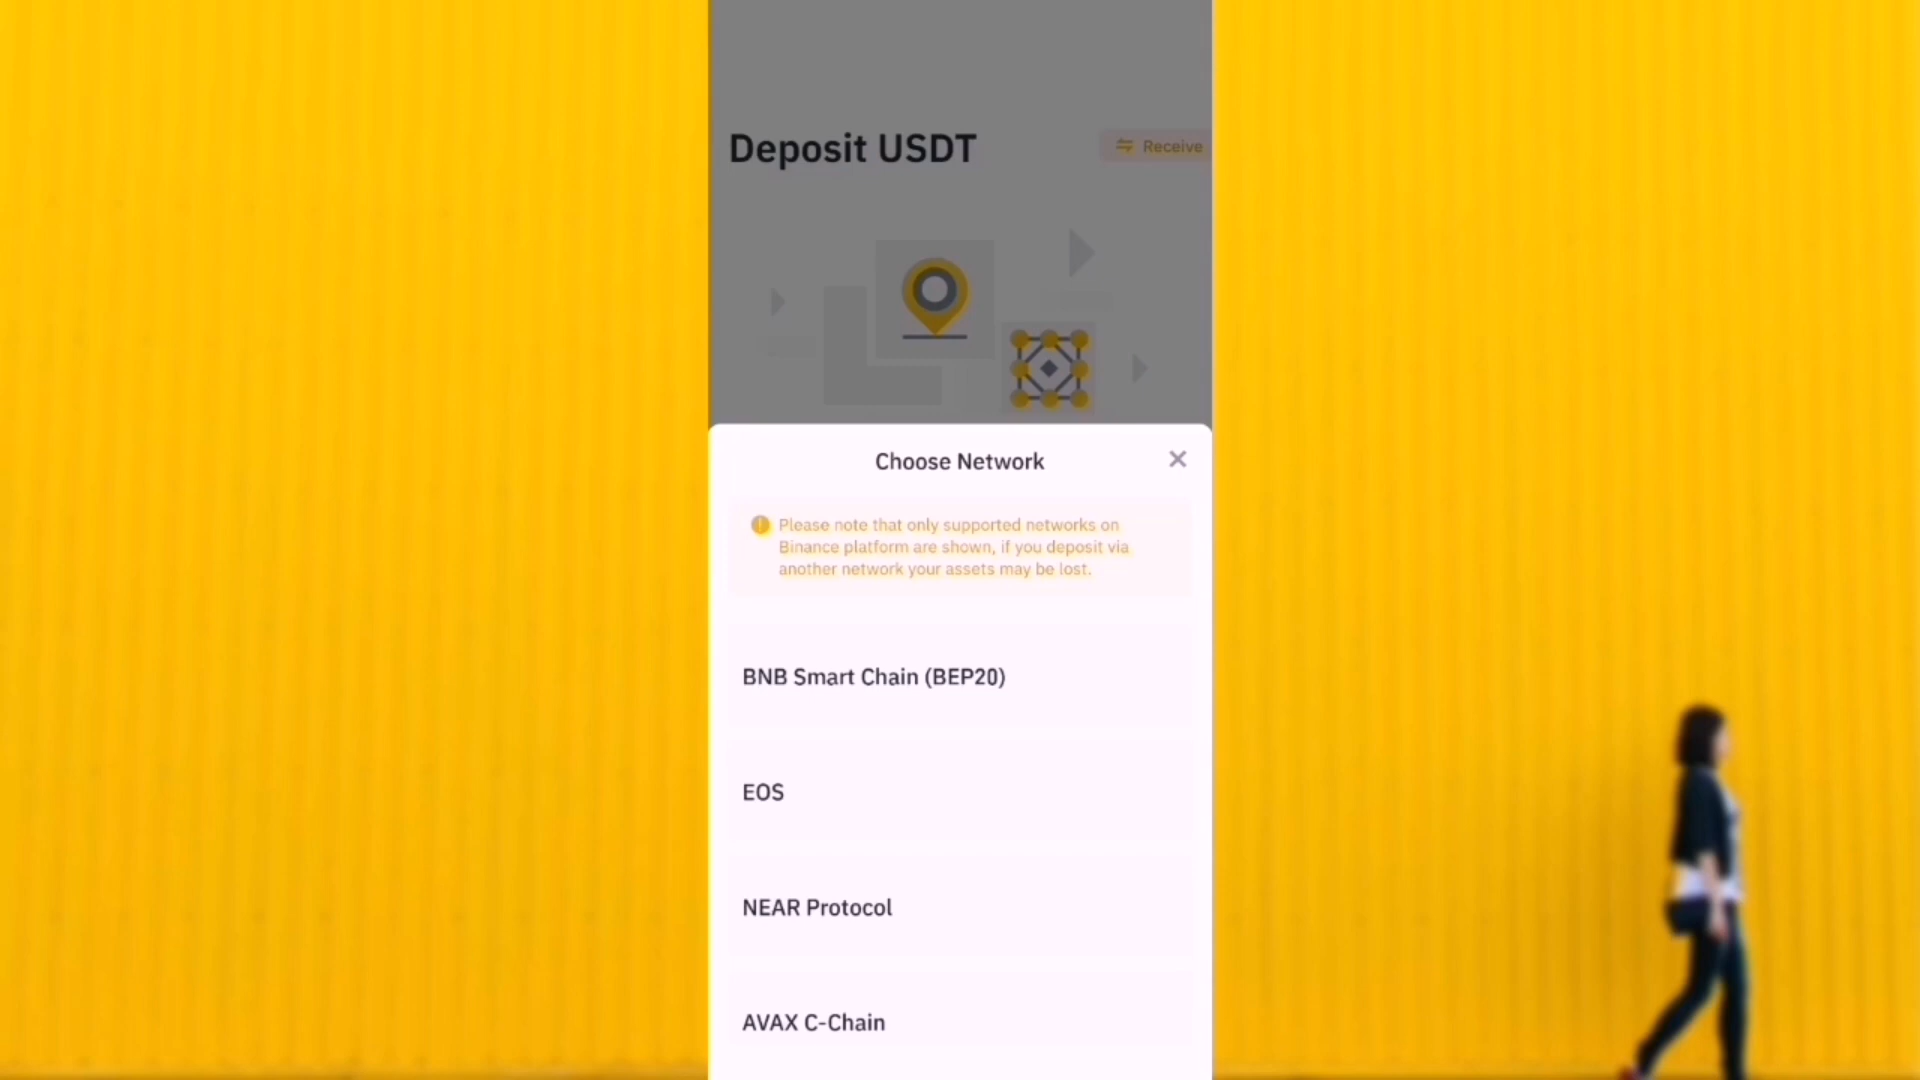 Deposit USDT
Receive
Choose Network
Please note that only supported networks on
Binance platform are shown, if you deposit via
another network your assets may be lost.
BNB Smart Chain (BEP20)
EOS
NEAR Protocol
AVAX C-Chain